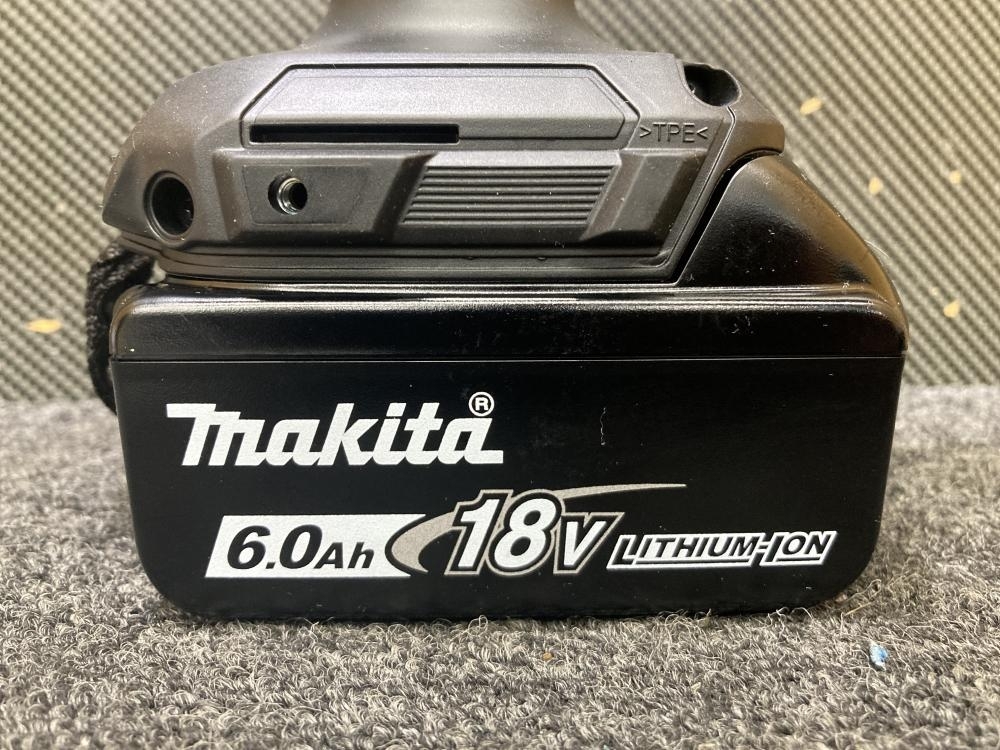 >TPE<
makita®
6.0Ah 18V LITHIUM-ION